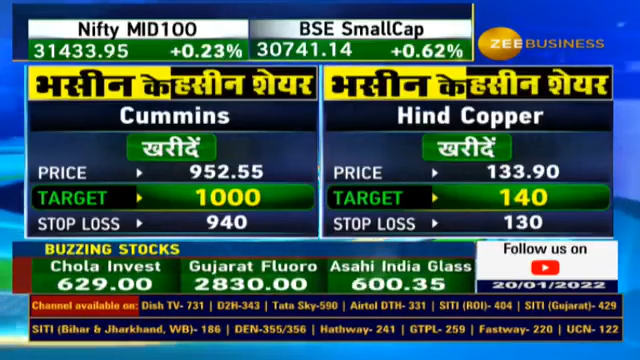 Nifty MID100 BSE SmallCap
31433.95 +0.23% 30741.14 +0.62%
ZEE BUSINESS
भसीन के हसीन शेयर
Cummins
खरीदें
PRICE 952.55
TARGET 1000
STOP LOSS 940
भसीन के हसीन शेयर
Hind Copper
खरीदें
PRICE 133.90
TARGET 140
STOP LOSS 130
BUZZING STOCKS
Chola Invest Gujarat Fluoro Asahi India Glass
629.00 2830.00 600.35
Follow us on
20/01/2022
Channel available on: Dish TV- 731 | D2H-343 | Tata Sky-590 | Airtel DTH- 331 | SITI (ROI)- 404 | SITI (Gujarat)- 429
SITI (Bihar & Jharkhand, WB)- 186 | DEN-355/356 | Hathway- 241 | GTPL- 259 | Fastway- 220 | UCN- 122